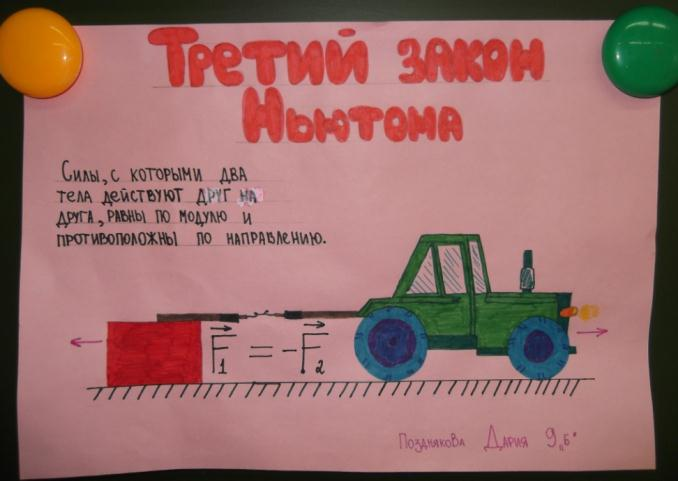 Третий закон
Ньютона
Силы, с которыми два
тела действуют друг на
друга, равны по модулю и
противоположны по направлению.
F₁ = -F₂
Позднякова Дария 9 „б“